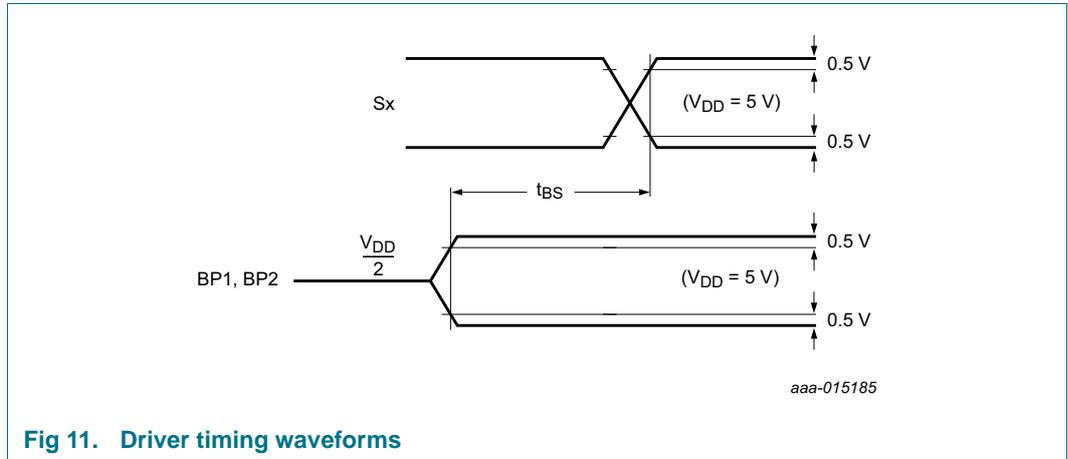 0.5 V
Sx
(VDD = 5 V)
0.5 V
tBS
VDD
2
0.5 V
BP1, BP2
(VDD = 5 V)
0.5 V
aaa-015185
Fig 11. Driver timing waveforms